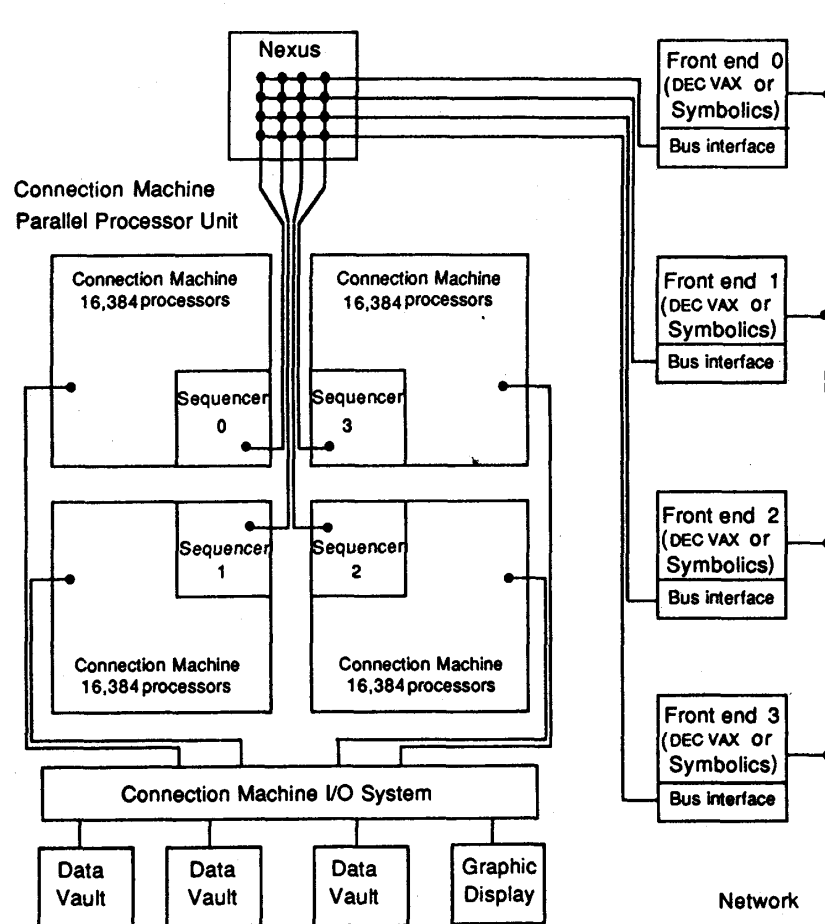 Nexus
Front end 0
(DEC VAX or
Symbolics)
Bus interface
Connection Machine
Parallel Processor Unit
Connection Machine
16,384 processors
Sequencer
0
Connection Machine
16,384 processors
Sequencer
3
Front end 1
(DEC VAX or
Symbolics)
Bus interface
Sequencer
1
Connection Machine
16,384 processors
Sequencer
2
Connection Machine
16,384 processors
Front end 2
(DEC VAX or
Symbolics)
Bus interface
Front end 3
(DEC VAX or
Symbolics)
Bus interface
Connection Machine I/O System
Data
Vault
Data
Vault
Data
Vault
Graphic
Display
Network